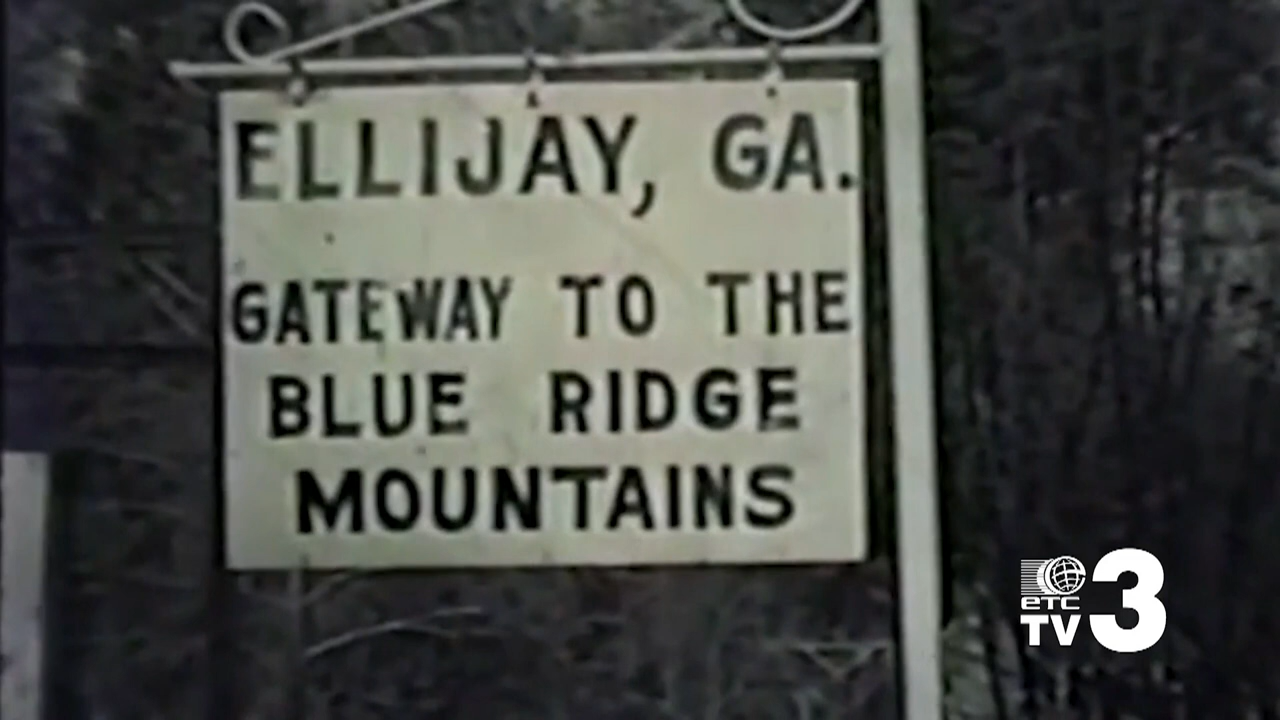 ELLIJAY, GA.
GATEWAY TO THE
BLUE RIDGE
MOUNTAINS
etc
TV 3